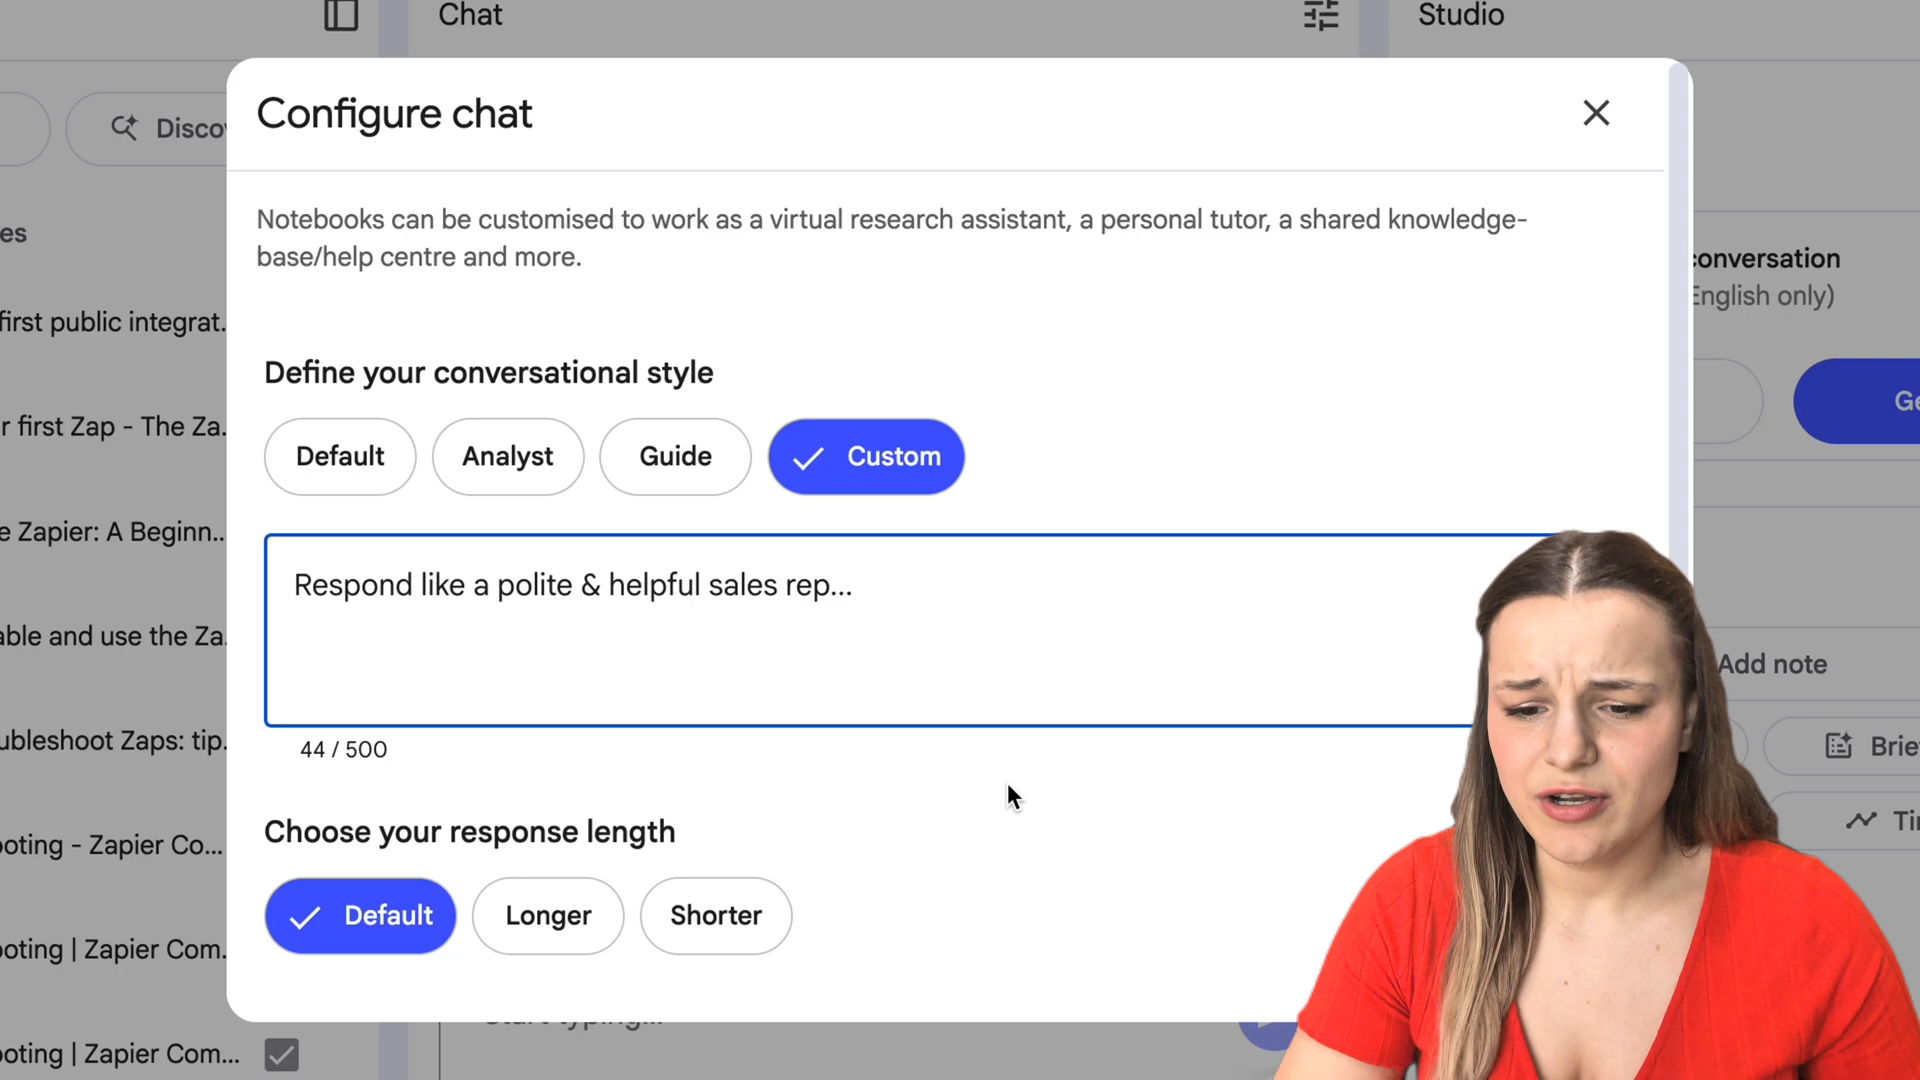 Chat
Studio
Configure chat
Notebooks can be customised to work as a virtual research assistant, a personal tutor, a shared knowledge-
base/help centre and more.
es
conversation
English only)
first public integrat...
Define your conversational style
r first Zap - The Za...
Default
Analyst
Guide
Custom
e Zapier: A Beginn...
Respond like a polite & helpful sales rep...
able and use the Za...
Add note
ubleshoot Zaps: tip...
44 / 500
Choose your response length
oting - Zapier Co...
Default
Longer
Shorter
oting | Zapier Com...
Start typing...
oting | Zapier Com...